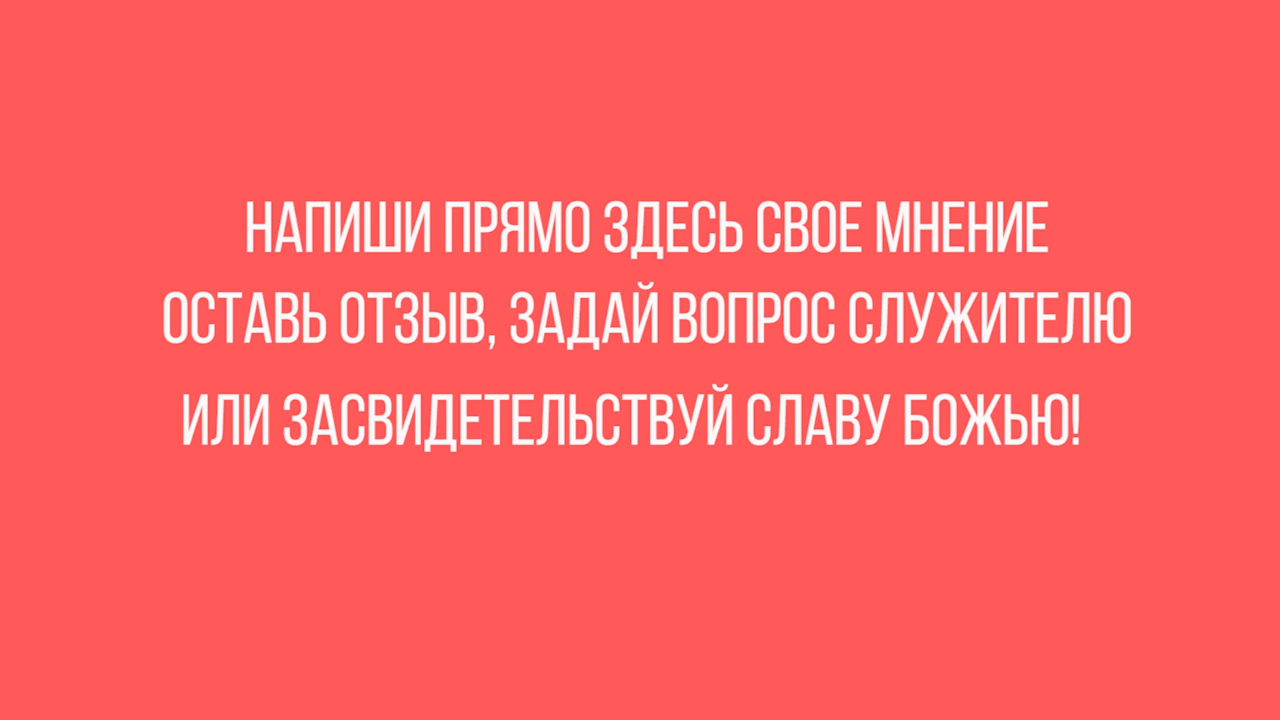 НАПИШИ ПРЯМО ЗДЕСЬ СВОЕ МНЕНИЕ
ОСТАВЬ ОТЗЫВ, ЗАДАЙ ВОПРОС СЛУЖИТЕЛЮ
ИЛИ ЗАСВИДЕТЕЛЬСТВУЙ СЛАВУ БОЖЬЮ!